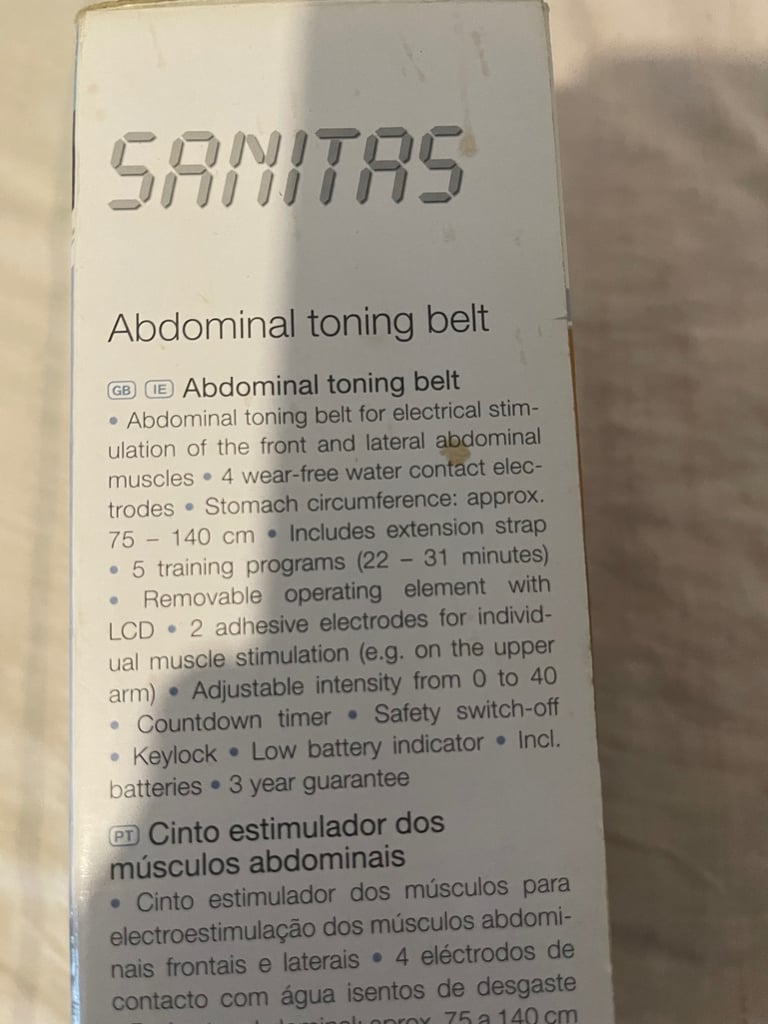 SANITAS
Abdominal toning belt
GB IE Abdominal toning belt
• Abdominal toning belt for electrical stim-
ulation of the front and lateral abdominal
muscles • 4 wear-free water contact elec-
trodes • Stomach circumference: approx.
75 – 140 cm • Includes extension strap
• 5 training programs (22 – 31 minutes)
• Removable operating element with
LCD • 2 adhesive electrodes for individ-
ual muscle stimulation (e.g. on the upper
arm) • Adjustable intensity from 0 to 40
• Countdown timer • Safety switch-off
• Keylock • Low battery indicator • Incl.
batteries • 3 year guarantee
PT Cinto estimulador dos
músculos abdominais
• Cinto estimulador dos músculos para
electroestimulação dos músculos abdomi-
nais frontais e laterais • 4 eléctrodos de
contacto com água isentos de desgaste
aprox. 75 a 140 cm